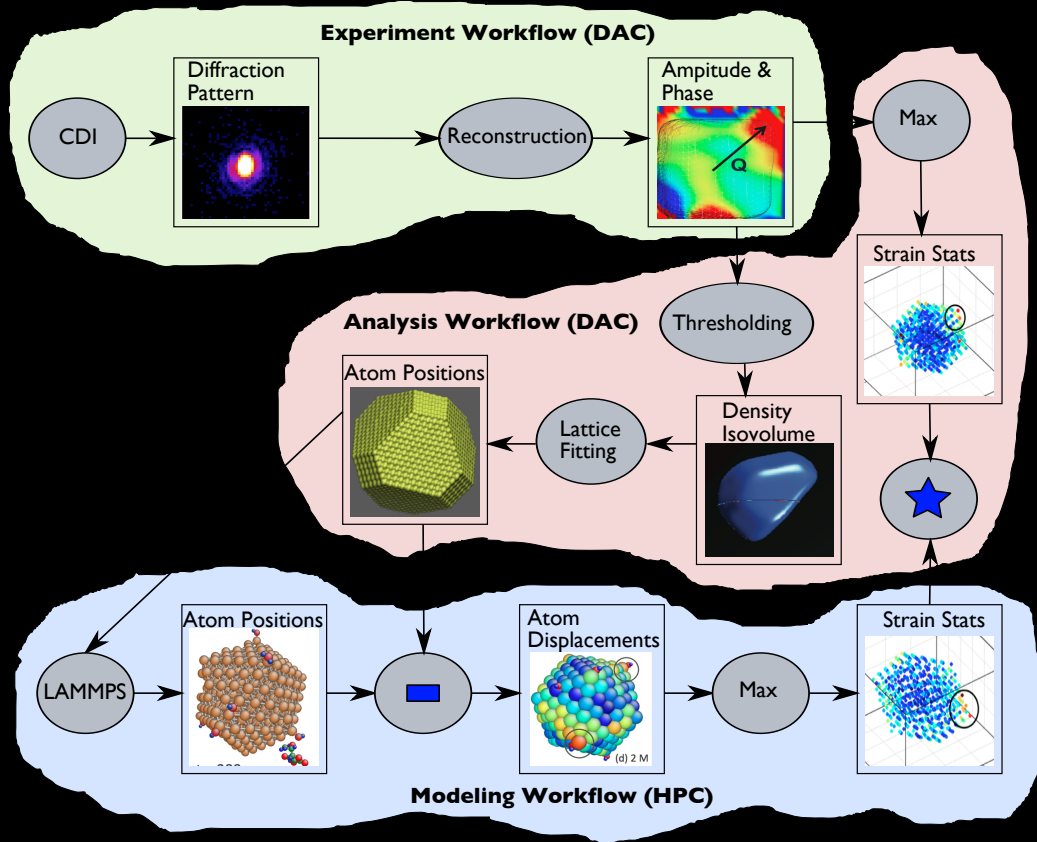 Experiment Workflow (DAC)
CDI
Diffraction
Pattern
Reconstruction
Ampitude &
Phase
Q
Max
Strain Stats
Analysis Workflow (DAC)
Thresholding
Atom Positions
Lattice
Fitting
Density
Isovolume
LAMMPS
Atom Positions
Atom
Displacements
(d) 2 M
Max
Strain Stats
Modeling Workflow (HPC)